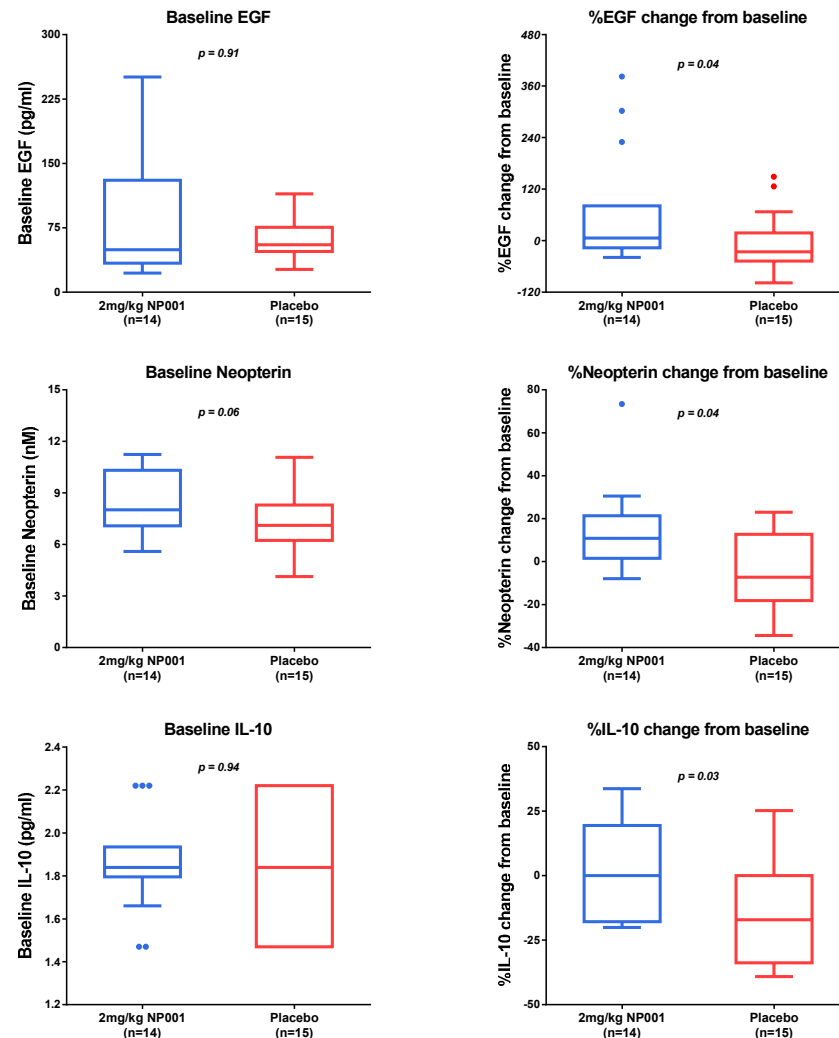 Baseline EGF
p = 0.91
Baseline EGF (pg/ml)
300
225
150
75
0
2mg/kg NP001
(n=14)
Placebo
(n=15)
%EGF change from baseline
p = 0.04
%EGF change from baseline
480
360
240
120
0
-120
2mg/kg NP001
(n=14)
Placebo
(n=15)
Baseline Neopterin
p = 0.06
Baseline Neopterin (nM)
15
12
9
6
3
0
2mg/kg NP001
(n=14)
Placebo
(n=15)
%Neopterin change from baseline
p = 0.04
%Neopterin change from baseline
80
60
40
20
0
-20
-40
2mg/kg NP001
(n=14)
Placebo
(n=15)
Baseline IL-10
p = 0.94
Baseline IL-10 (pg/ml)
2.4
2.2
2.0
1.8
1.6
1.4
1.2
2mg/kg NP001
(n=14)
Placebo
(n=15)
%IL-10 change from baseline
p = 0.03
%IL-10 change from baseline
50
25
0
-25
-50
2mg/kg NP001
(n=14)
Placebo
(n=15)